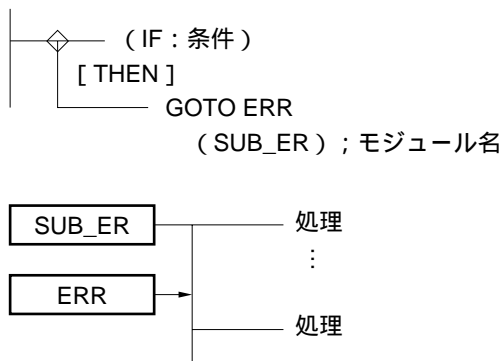 （IF：条件）
[ THEN ]
GOTO ERR
（SUB_ER）；モジュール名
SUB_ER 処理
⋮
ERR
処理